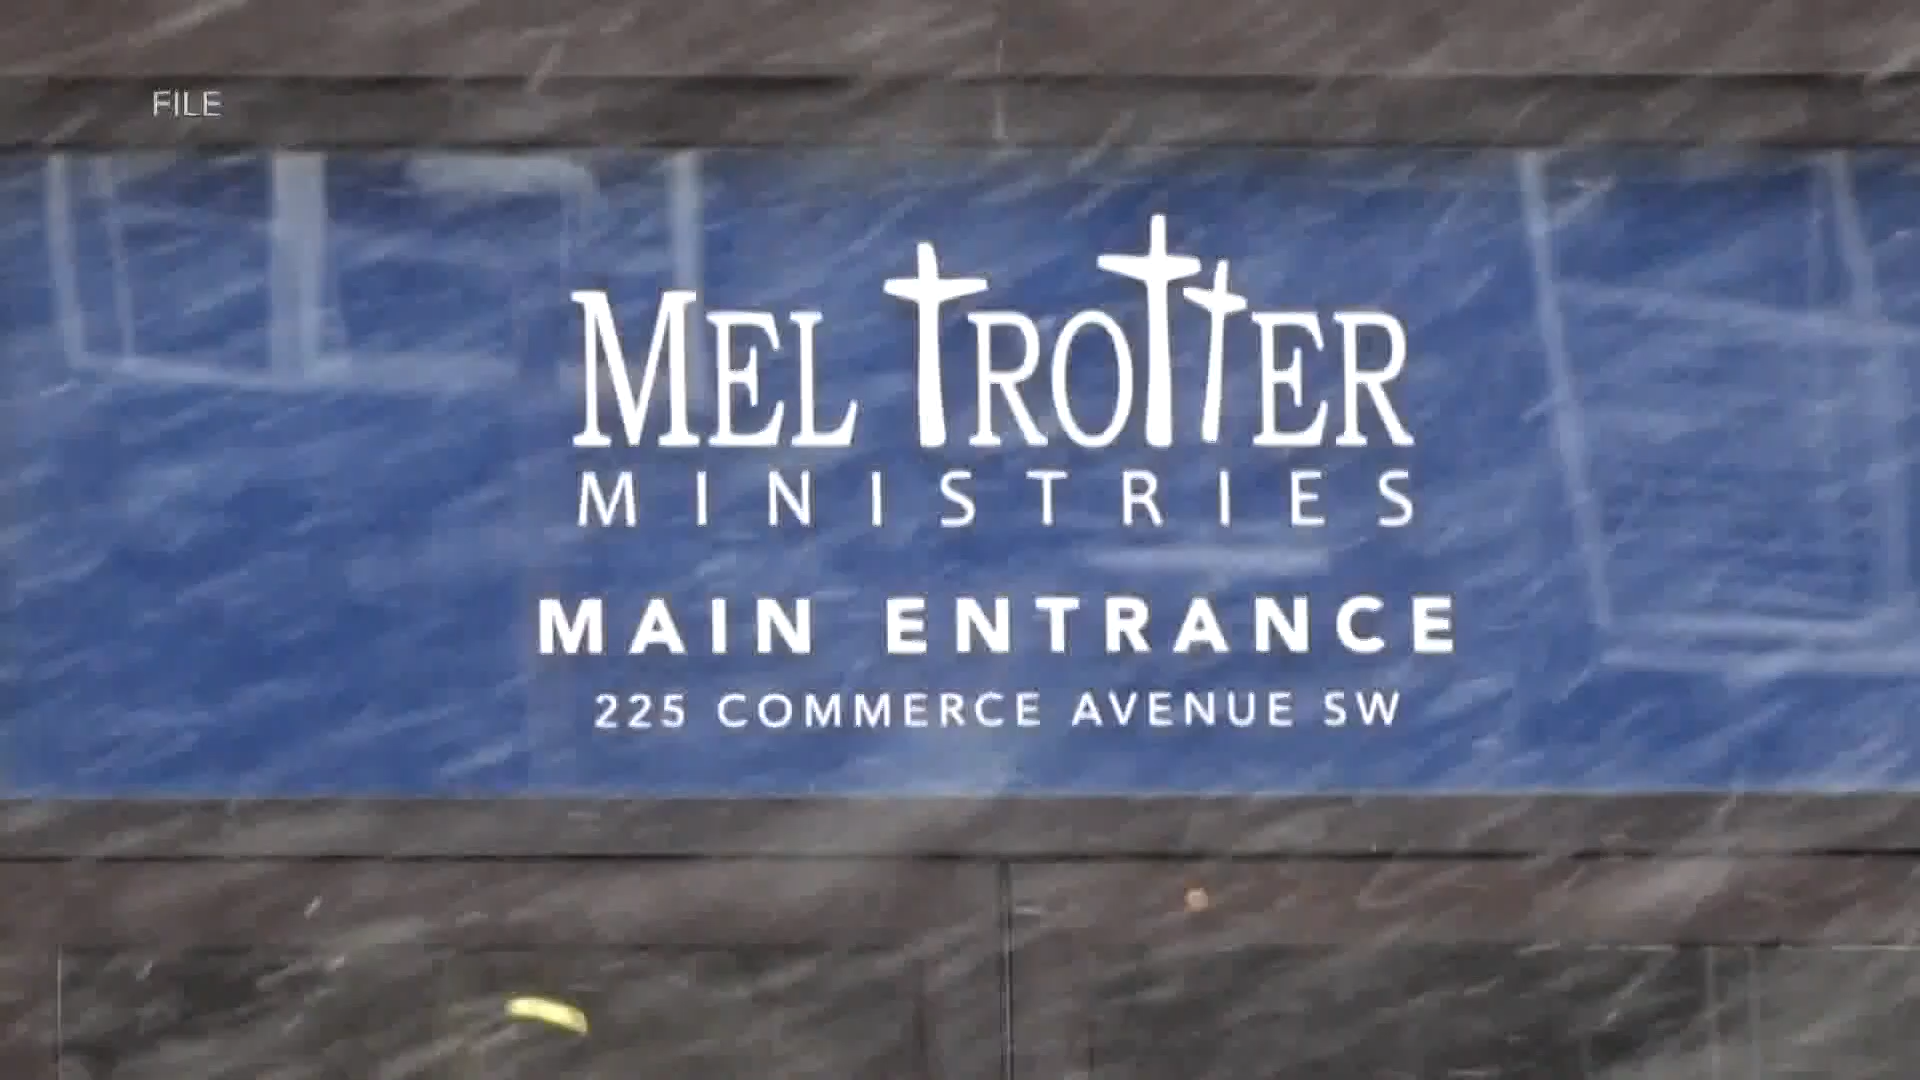 FILE
MEL TROTTER
MINISTRIES
MAIN ENTRANCE
225 COMMERCE AVENUE SW